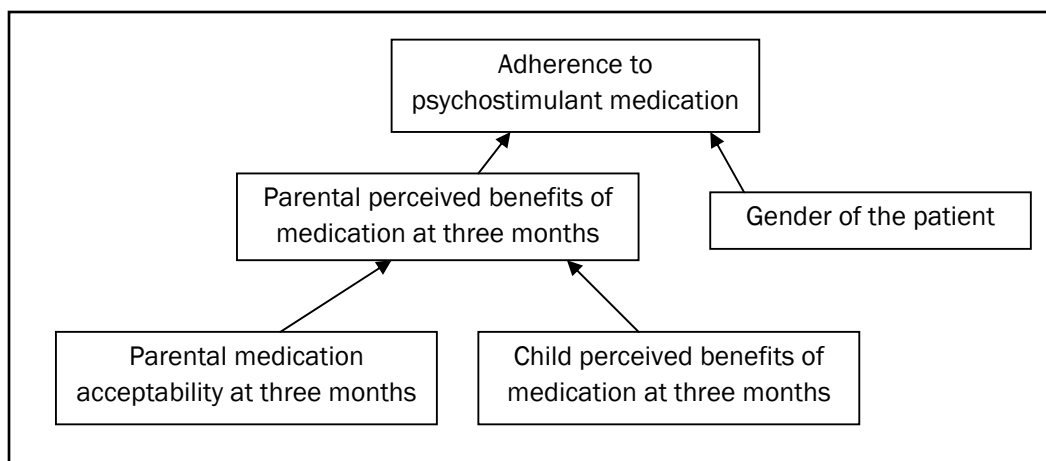 Adherence to
psychostimulant medication
Parental perceived benefits of
medication at three months
Gender of the patient
Parental medication
acceptability at three months
Child perceived benefits of
medication at three months